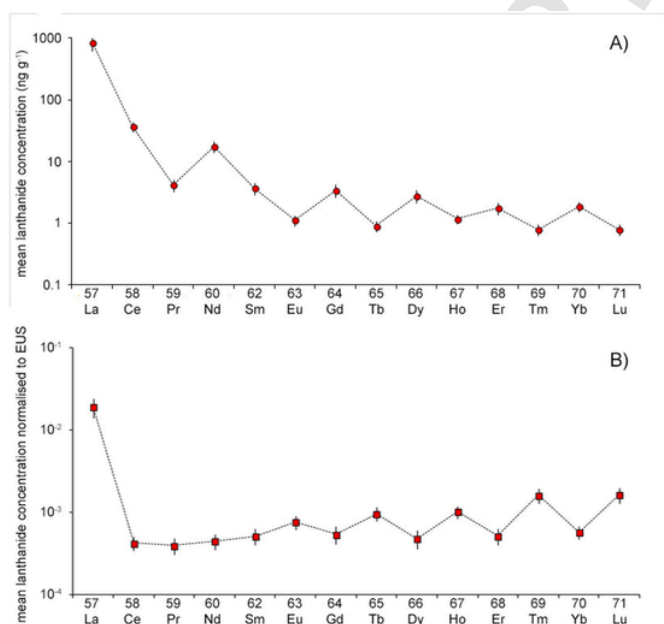 A)
mean lanthanide concentration (ng g⁻¹)
1000
100
10
1
0.1
57 58 59 60 62 63 64 65 66 67 68 69 70 71
La Ce Pr Nd Sm Eu Gd Tb Dy Ho Er Tm Yb Lu
B)
mean lanthanide concentration normalised to EUS
10⁻¹
10⁻²
10⁻³
10⁻⁴
57 58 59 60 62 63 64 65 66 67 68 69 70 71
La Ce Pr Nd Sm Eu Gd Tb Dy Ho Er Tm Yb Lu